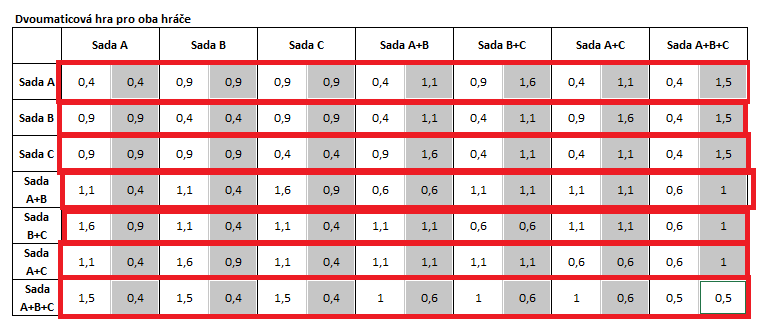 Dvoumaticová hra pro oba hráče
Sada A Sada B Sada C Sada A+B Sada B+C Sada A+C Sada A+B+C
Sada A 0,4 0,4 0,9 0,9 0,9 0,9 0,4 1,1 0,9 1,6 0,4 1,1 0,4 1,5
Sada B 0,9 0,9 0,4 0,4 0,9 0,9 0,4 1,1 0,4 1,1 0,9 1,6 0,4 1,5
Sada C 0,9 0,9 0,9 0,9 0,4 0,4 0,9 1,6 0,4 1,1 0,4 1,1 0,4 1,5
Sada
A+B 1,1 0,4 1,1 0,4 1,6 0,9 0,6 0,6 1,1 1,1 1,1 1,1 0,6 1
Sada
B+C 1,6 0,9 1,1 0,4 1,1 0,4 1,1 1,1 0,6 0,6 1,1 1,1 0,6 1
Sada
A+C 1,1 0,4 1,6 0,9 1,1 0,4 1,1 1,1 1,1 1,1 0,6 0,6 0,6 1
Sada
A+B+C 1,5 0,4 1,5 0,4 1,5 0,4 1 0,6 1 0,6 1 0,6 0,5 0,5